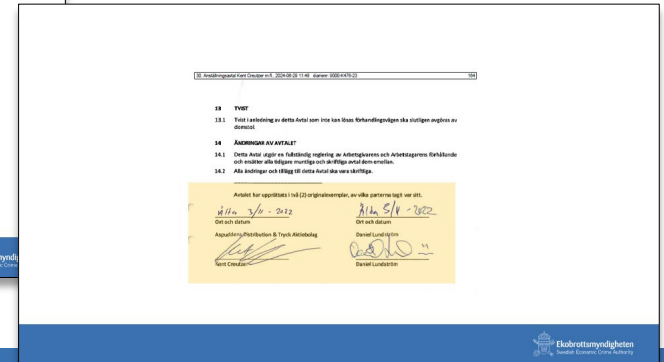 30. Anställningsavtal Kent Creutzer m.fl., 2024-08-28 11:48 diarienr: 0000-K478-23 164
13 TVIST
13.1 Tvist i anledning av detta Avtal som inte kan lösas förhandlingsvägen ska slutligen avgöras av
domstol.
14 ÄNDRINGAR AV AVTALET
14.1 Detta Avtal utgör en fullständig reglering av Arbetsgivarens och Arbetstagarens förhållande
och ersätter alla tidigare muntliga och skriftliga avtal dem emellan.
14.2 Alla ändringar och tillägg till detta Avtal ska vara skriftliga.
Avtalet har upprättats i två (2) originalexemplar, av vilka parterna tagit var sitt.
3/11 - 2022
- 2022
Ort och datum Ort och datum
Aspuddens Distribution & Tryck Aktiebolag Daniel Lundström
Kent Creutzer Daniel Lundström
Ekobrottsmyndigheten
Swedish Economic Crime Authority